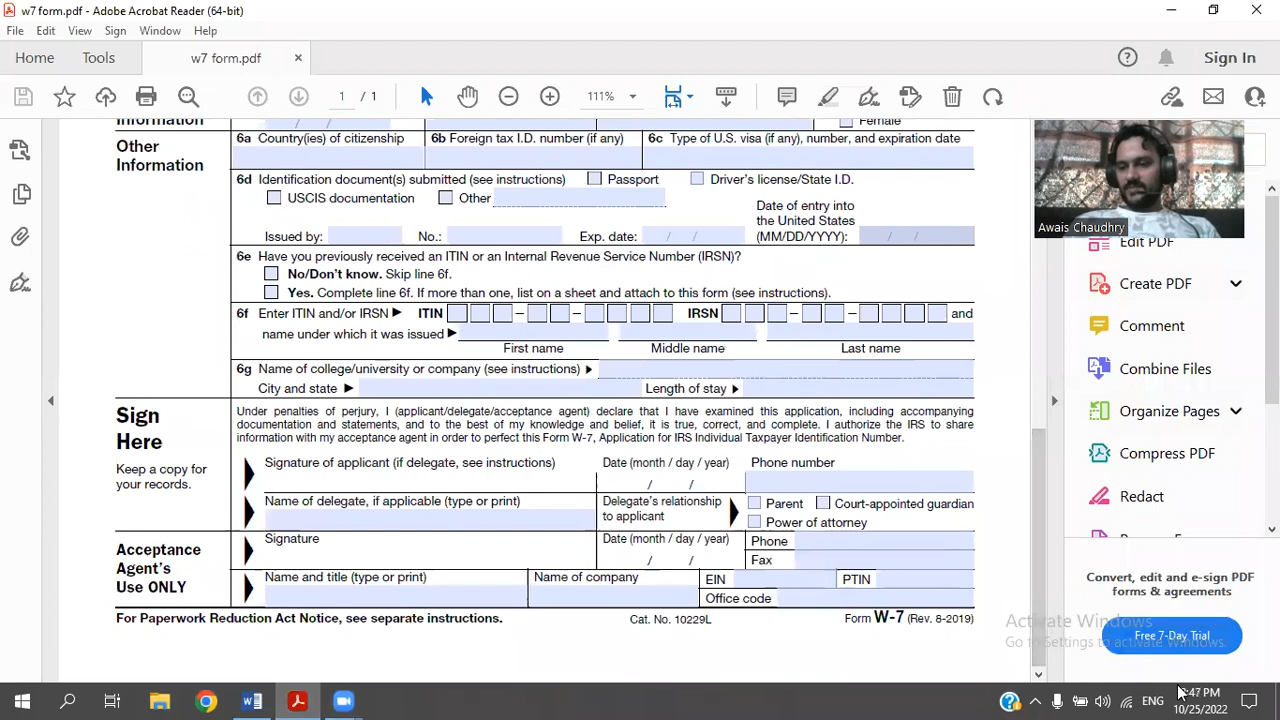 w7 form.pdf - Adobe Acrobat Reader (64-bit)
File Edit View Sign Window Help
Home Tools w7 form.pdf Sign In
1 / 1 111%
Information
Female
Other
Information
6a Country(ies) of citizenship
6b Foreign tax I.D. number (if any)
6c Type of U.S. visa (if any), number, and expiration date
6d Identification document(s) submitted (see instructions) Passport Driver's license/State I.D.
USCIS documentation Other
Date of entry into
the United States
(MM/DD/YYYY): / /
Issued by: No.: Exp. date: / /
6e Have you previously received an ITIN or an Internal Revenue Service Number (IRSN)?
No/Don't know. Skip line 6f.
Yes. Complete line 6f. If more than one, list on a sheet and attach to this form (see instructions).
6f Enter ITIN and/or IRSN ITIN – – IRSN – – and
name under which it was issued
First name Middle name Last name
6g Name of college/university or company (see instructions)
City and state Length of stay
Sign
Here
Keep a copy for
your records.
Under penalties of perjury, I (applicant/delegate/acceptance agent) declare that I have examined this application, including accompanying
documentation and statements, and to the best of my knowledge and belief, it is true, correct, and complete. I authorize the IRS to share
information with my acceptance agent in order to perfect this Form W-7, Application for IRS Individual Taxpayer Identification Number.
Signature of applicant (if delegate, see instructions)
Date (month / day / year)
/ /
Phone number
Name of delegate, if applicable (type or print)
Delegate's relationship
to applicant
Parent Court-appointed guardian
Power of attorney
Acceptance
Agent's
Use ONLY
Signature
Date (month / day / year)
/ /
Phone
Fax
Name and title (type or print)
Name of company
EIN PTIN
Office code
For Paperwork Reduction Act Notice, see separate instructions. Cat. No. 10229L Form W-7 (Rev. 8-2019)
Awais Chaudhry
Edit PDF
Create PDF
Comment
Combine Files
Organize Pages
Compress PDF
Redact
Convert, edit and e-sign PDF
forms & agreements
Free 7-Day Trial
Activate Windows
Go to Settings to activate Windows.
ENG
:47 PM
10/25/2022